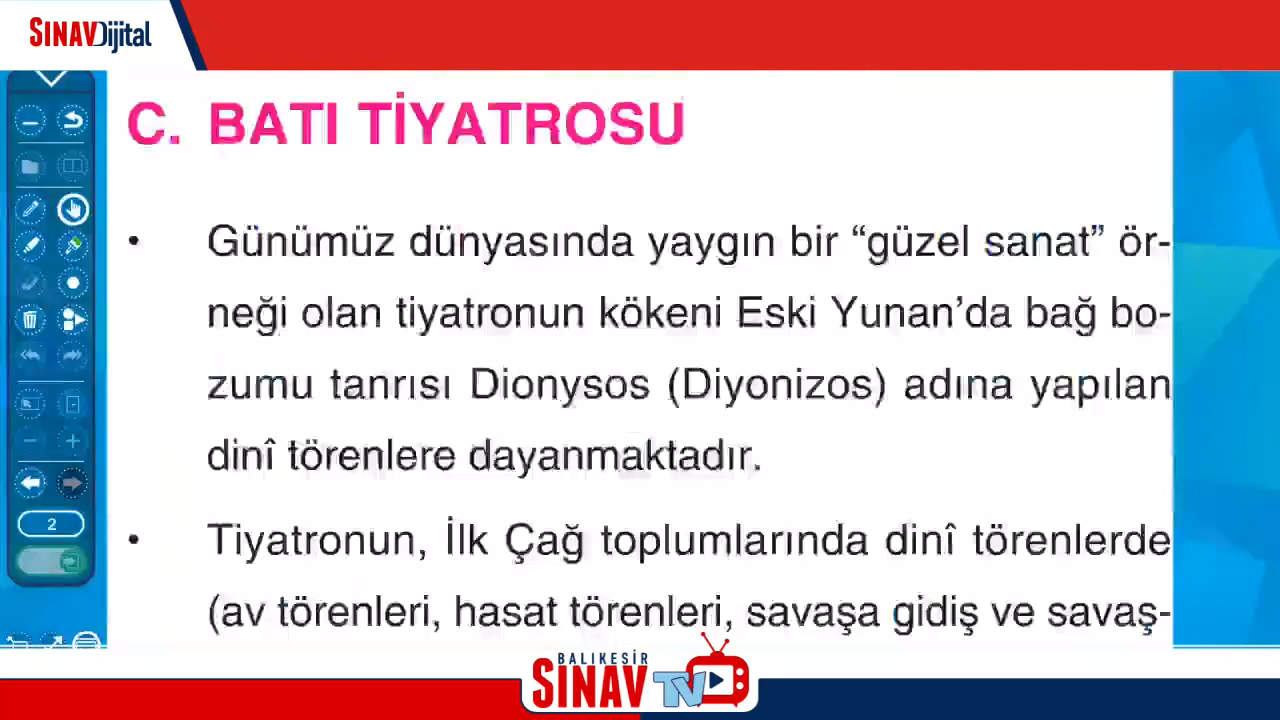 SINAVDijital
C. BATI TİYATROSU
• Günümüz dünyasında yaygın bir “güzel sanat” ör-
neği olan tiyatronun kökeni Eski Yunan’da bağ bo-
zumu tanrısı Dionysos (Diyonizos) adına yapılan
dinî törenlere dayanmaktadır.
• Tiyatronun, İlk Çağ toplumlarında dinî törenlerde
(av törenleri, hasat törenleri, savaşa gidiş ve savaş-
2
BALIKESİR
SINAV TV